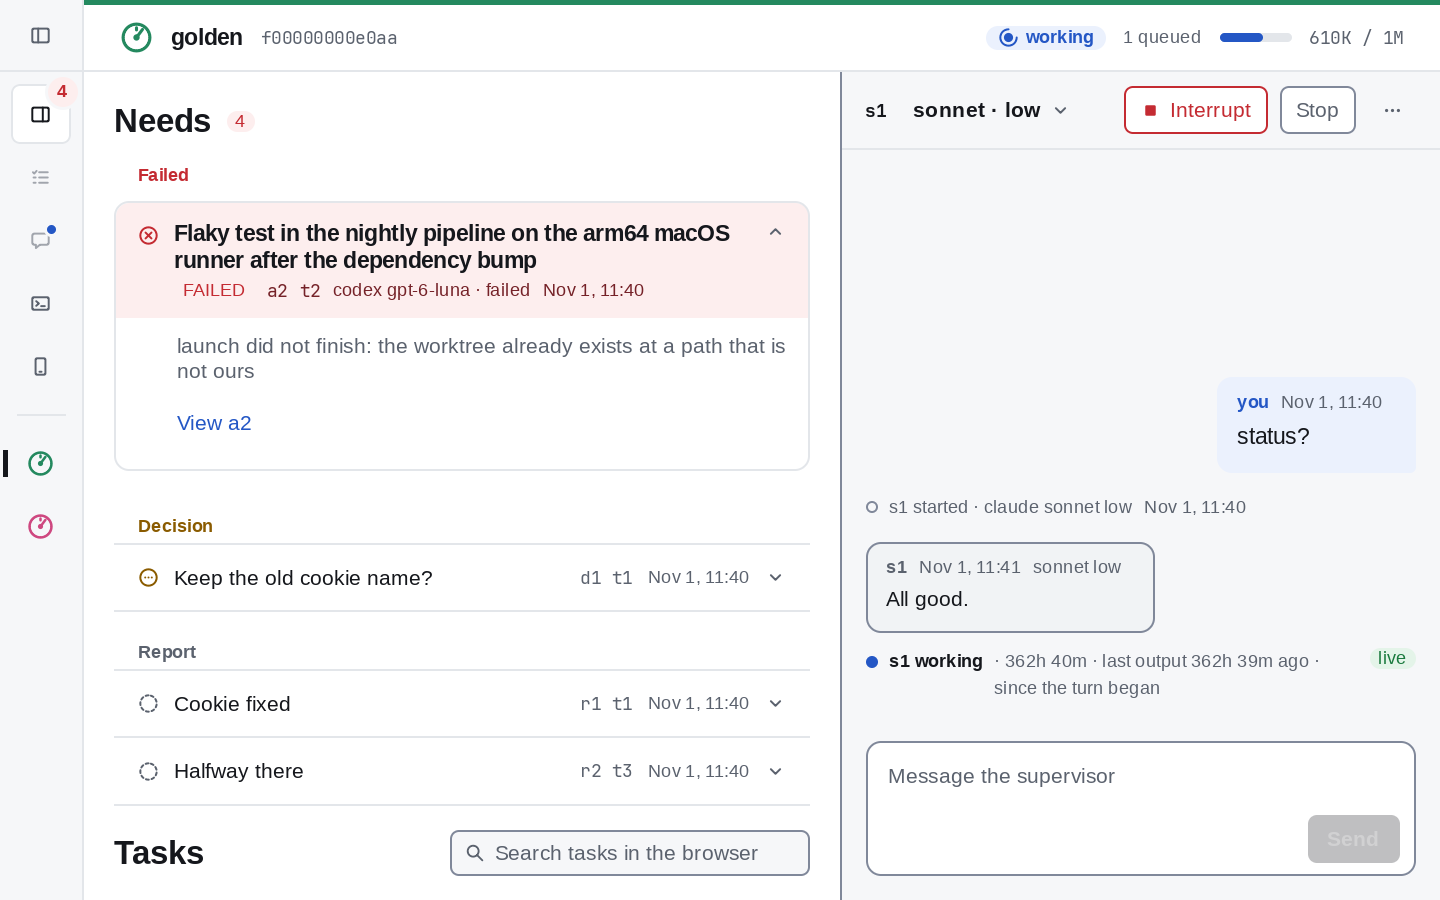 golden f00000000e0aa
working 1 queued 610K / 1M
4
Needs 4
Failed
Flaky test in the nightly pipeline on the arm64 macOS
runner after the dependency bump
FAILED a2 t2 codex gpt-6-luna · failed Nov 1, 11:40
launch did not finish: the worktree already exists at a path that is
not ours
View a2
Decision
Keep the old cookie name? d1 t1 Nov 1, 11:40
Report
Cookie fixed r1 t1 Nov 1, 11:40
Halfway there r2 t3 Nov 1, 11:40
Tasks
Search tasks in the browser
s1 sonnet · low Interrupt Stop
you Nov 1, 11:40
status?
s1 started · claude sonnet low Nov 1, 11:40
s1 Nov 1, 11:41 sonnet low
All good.
s1 working · 362h 40m · last output 362h 39m ago · live
since the turn began
Message the supervisor
Send